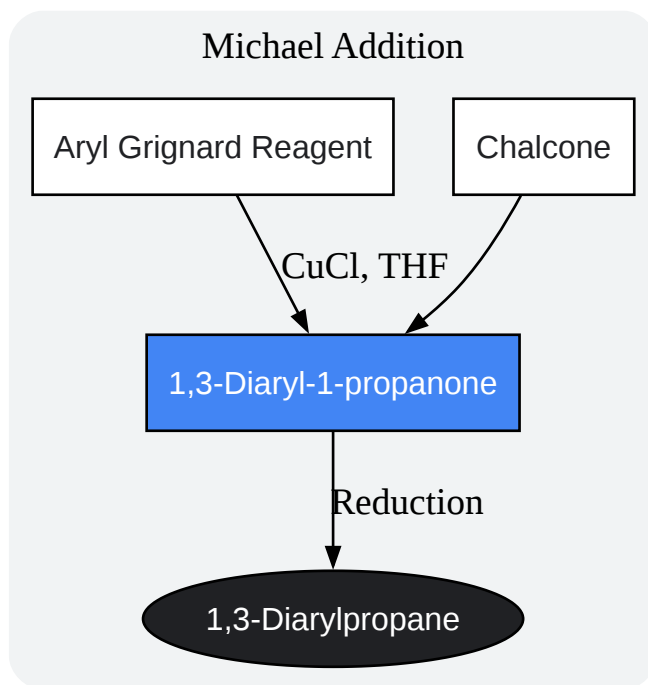 Michael Addition
Aryl Grignard Reagent
Chalcone
CuCl, THF
1,3-Diaryl-1-propanone
Reduction
1,3-Diarylpropane